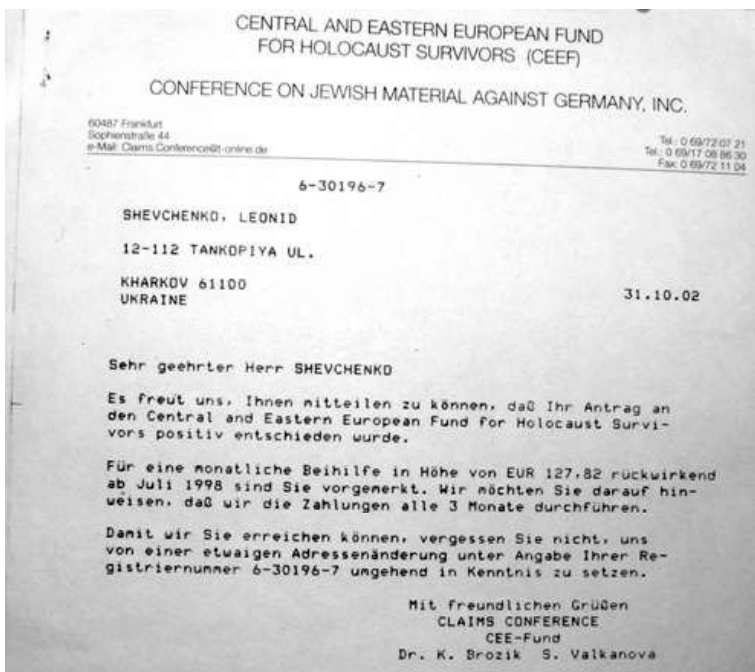 CENTRAL AND EASTERN EUROPEAN FUND
FOR HOLOCAUST SURVIVORS (CEEF)
CONFERENCE ON JEWISH MATERIAL AGAINST GERMANY, INC.
60487 Frankfurt
Sophienstraße 44
e-Mail: Claims.Conference@t-online.de
Tel.: 0 69/72 07 21
Tel.: 0 69/17 08 86 30
Fax: 0 69/72 11 04
6-30196-7
SHEVCHENKO, LEONID
12-112 TANKOPIYA UL.
KHARKOV 61100
UKRAINE
31.10.02
Sehr geehrter Herr SHEVCHENKO
Es freut uns, Ihnen mitteilen zu können, daß Ihr Antrag an
den Central and Eastern European Fund for Holocaust Survi-
vors positiv entschieden wurde.
Für eine monatliche Beihilfe in Höhe von EUR 127,82 rückwirkend
ab Juli 1998 sind Sie vorgemerkt. Wir möchten Sie darauf hin-
weisen, daß wir die Zahlungen alle 3 Monate durchführen.
Damit wir Sie erreichen können, vergessen Sie nicht, uns
von einer etwaigen Adressenänderung unter Angabe Ihrer Re-
gistriernummer 6-30196-7 umgehend in Kenntnis zu setzen.
Mit freundlichen Grüßen
CLAIMS CONFERENCE
CEE-Fund
Dr. K. Brozik S. Valkanova